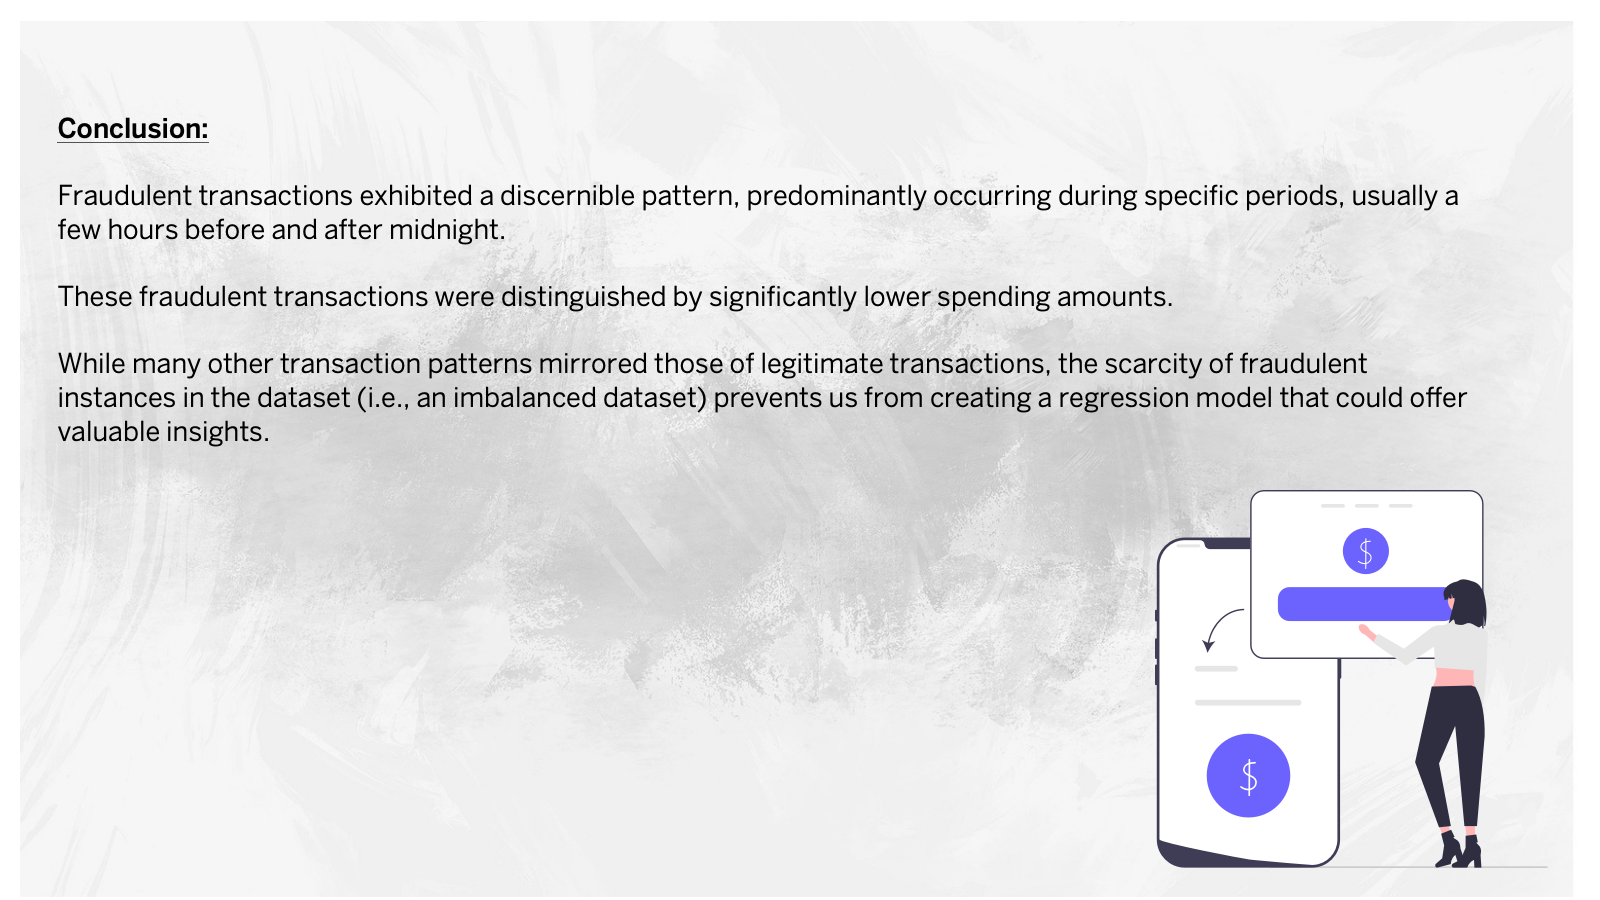 Conclusion:
Fraudulent transactions exhibited a discernible pattern, predominantly occurring during specific periods, usually a
few hours before and after midnight.
These fraudulent transactions were distinguished by significantly lower spending amounts.
While many other transaction patterns mirrored those of legitimate transactions, the scarcity of fraudulent
instances in the dataset (i.e., an imbalanced dataset) prevents us from creating a regression model that could offer
valuable insights.
$
$